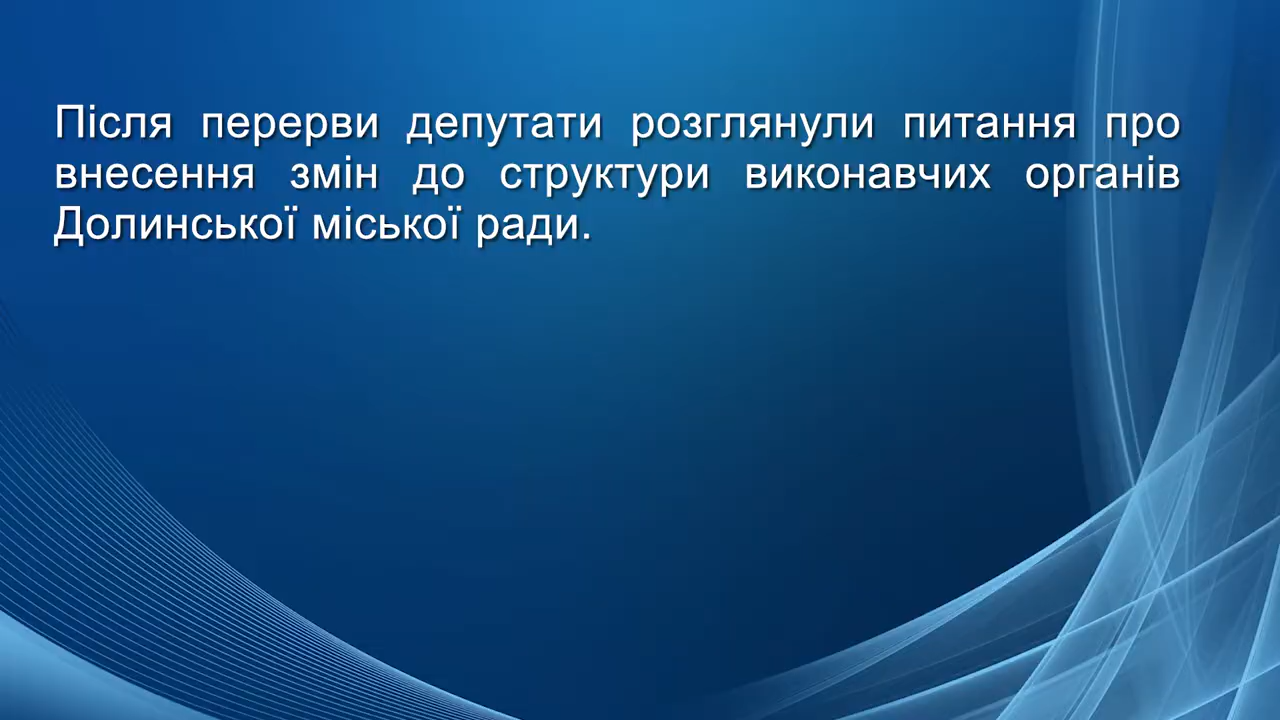 Після перерви депутати розглянули питання про
внесення змін до структури виконавчих органів
Долинської міської ради.